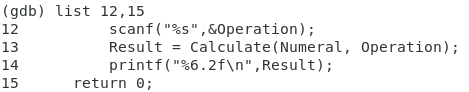 (gdb) list 12,15
12          scanf("%s",&Operation);
13          Result = Calculate(Numeral, Operation);
14          printf("%6.2f\n",Result);
15      return 0;